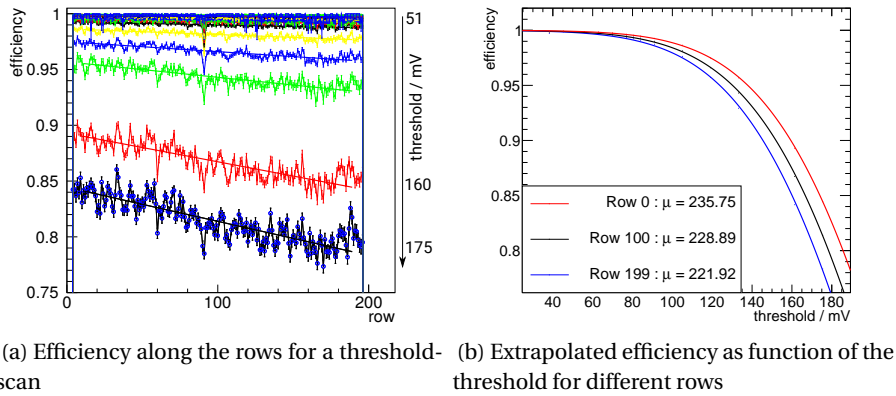 efficiency
1
0.95
0.9
0.85
0.8
0.75
0
100
200
row
51
threshold / mV
160
175
efficiency
1
0.95
0.9
0.85
0.8
Row 0 : μ = 235.75
Row 100 : μ = 228.89
Row 199 : μ = 221.92
40 60 80 100 120 140 160 180
threshold / mV
(a) Efficiency along the rows for a threshold-
scan
(b) Extrapolated efficiency as function of the
threshold for different rows